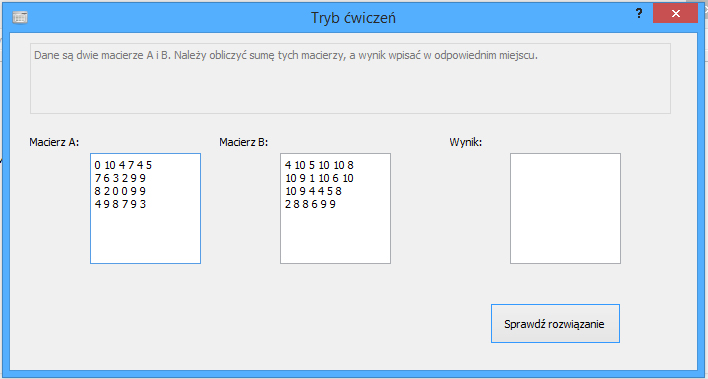 Tryb ćwiczeń
Dane są dwie macierze A i B. Należy obliczyć sumę tych macierzy, a wynik wpisać w odpowiednim miejscu.
Macierz A:
0 10 4 7 4 5
7 6 3 2 9 9
8 2 0 0 9 9
4 9 8 7 9 3
Macierz B:
4 10 5 10 10 8
10 9 1 10 6 10
10 9 4 4 5 8
2 8 8 6 9 9
Wynik:
Sprawdź rozwiązanie